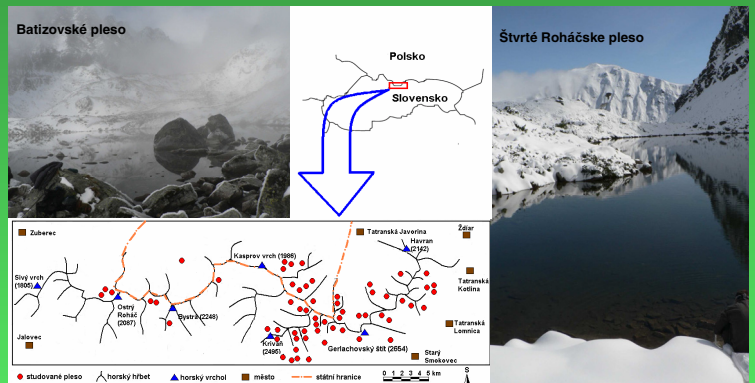 Batizovské pleso
Polsko
Slovensko
Štvrté Roháčske pleso
Zuberec
Tatranská Javorina
Ždiar
Havran
(2142)
Kasprov vrch (1986)
Sivý vrch
(1805)
Tatranská
Kotlina
Ostrý
Roháč
(2087)
Bystrá (2248)
Tatranská
Lomnica
Jalovec
Kriváň
(2495)
Gerlachovský štít (2654)
Starý
Smokovec
studované pleso
horský hřbet
horský vrchol
město
státní hranice
0 1 2 3 4 5 km
S